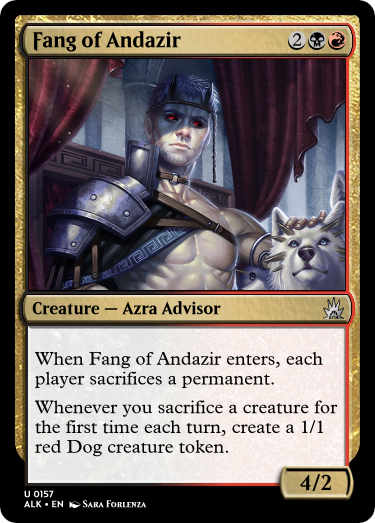 Fang of Andazir 2
Creature — Azra Advisor
When Fang of Andazir enters, each
player sacrifices a permanent.
Whenever you sacrifice a creature for
the first time each turn, create a 1/1
red Dog creature token.
4/2
U 0157
ALK • EN Sara Forlenza